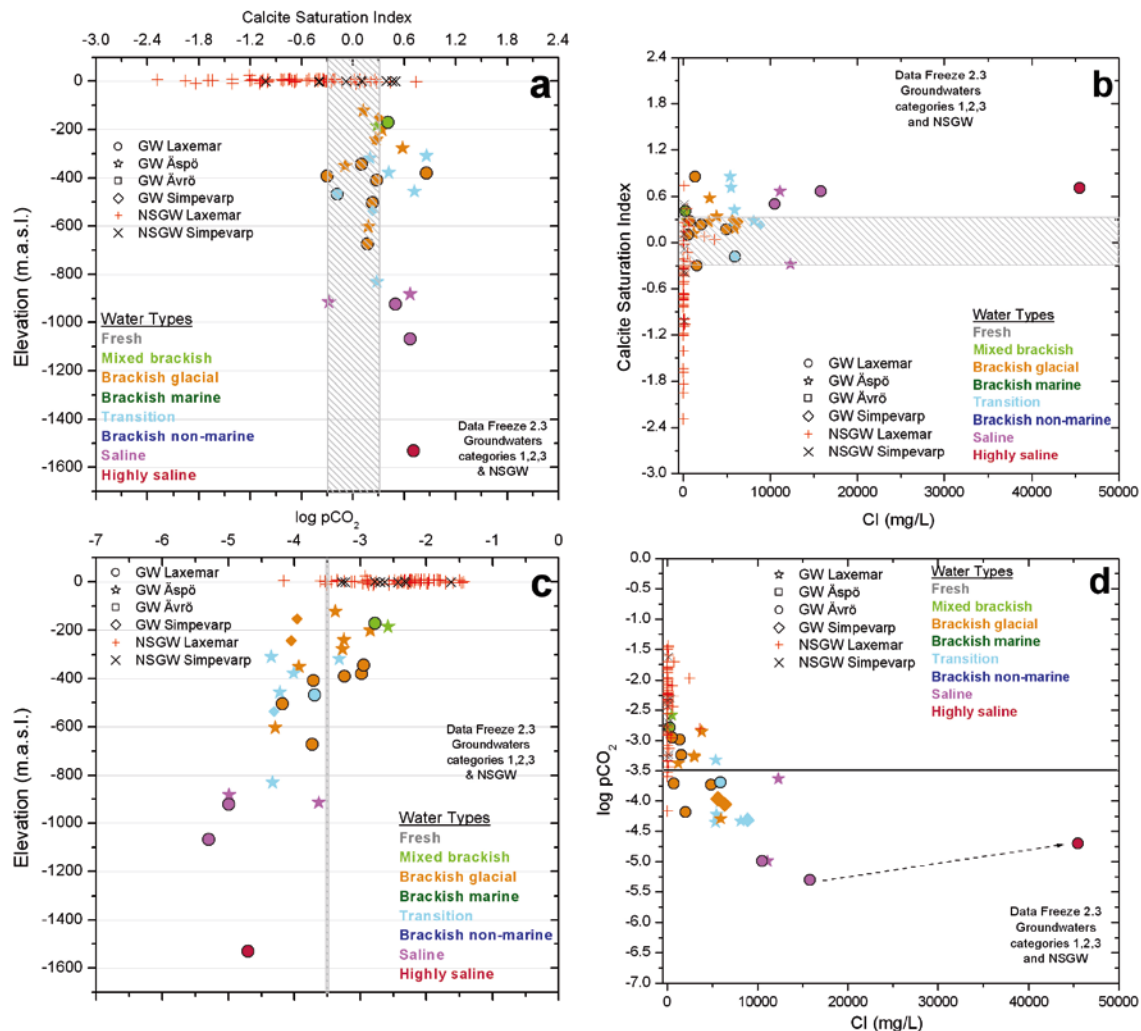 Calcite Saturation Index
-3.0 -2.4 -1.8 -1.2 -0.6 0.0 0.6 1.2 1.8 2.4
a
0
-200
-400
-600
-800
-1000
-1200
-1400
-1600
Elevation (m.a.s.l.)
GW Laxemar
GW Äspö
GW Ävrö
GW Simpevarp
NSGW Laxemar
NSGW Simpevarp
Water Types
Fresh
Mixed brackish
Brackish glacial
Brackish marine
Transition
Brackish non-marine
Saline
Highly saline
Data Freeze 2.3
Groundwaters
categories 1,2,3
& NSGW
b
2.4
1.8
1.2
0.6
0.0
-0.6
-1.2
-1.8
-2.4
-3.0
Calcite Saturation Index
Data Freeze 2.3
Groundwaters
categories 1,2,3
and NSGW
GW Laxemar
GW Äspö
GW Ävrö
GW Simpevarp
NSGW Laxemar
NSGW Simpevarp
Water Types
Fresh
Mixed brackish
Brackish glacial
Brackish marine
Transition
Brackish non-marine
Saline
Highly saline
0 10000 20000 30000 40000 50000
Cl (mg/L)
log pCO2
-7 -6 -5 -4 -3 -2 -1 0
c
0
-200
-400
-600
-800
-1000
-1200
-1400
-1600
Elevation (m.a.s.l.)
GW Laxemar
GW Äspö
GW Ävrö
GW Simpevarp
NSGW Laxemar
NSGW Simpevarp
Data Freeze 2.3
Groundwaters
categories 1,2,3
& NSGW
Water Types
Fresh
Mixed brackish
Brackish glacial
Brackish marine
Transition
Brackish non-marine
Saline
Highly saline
d
0.0
-0.5
-1.0
-1.5
-2.0
-2.5
-3.0
-3.5
-4.0
-4.5
-5.0
-5.5
-6.0
-6.5
-7.0
log pCO2
GW Laxemar
GW Äspö
GW Ävrö
GW Simpevarp
NSGW Laxemar
NSGW Simpevarp
Water Types
Fresh
Mixed brackish
Brackish glacial
Brackish marine
Transition
Brackish non-marine
Saline
Highly saline
Data Freeze 2.3
Groundwaters
categories 1,2,3
and NSGW
0 10000 20000 30000 40000 50000
Cl (mg/L)